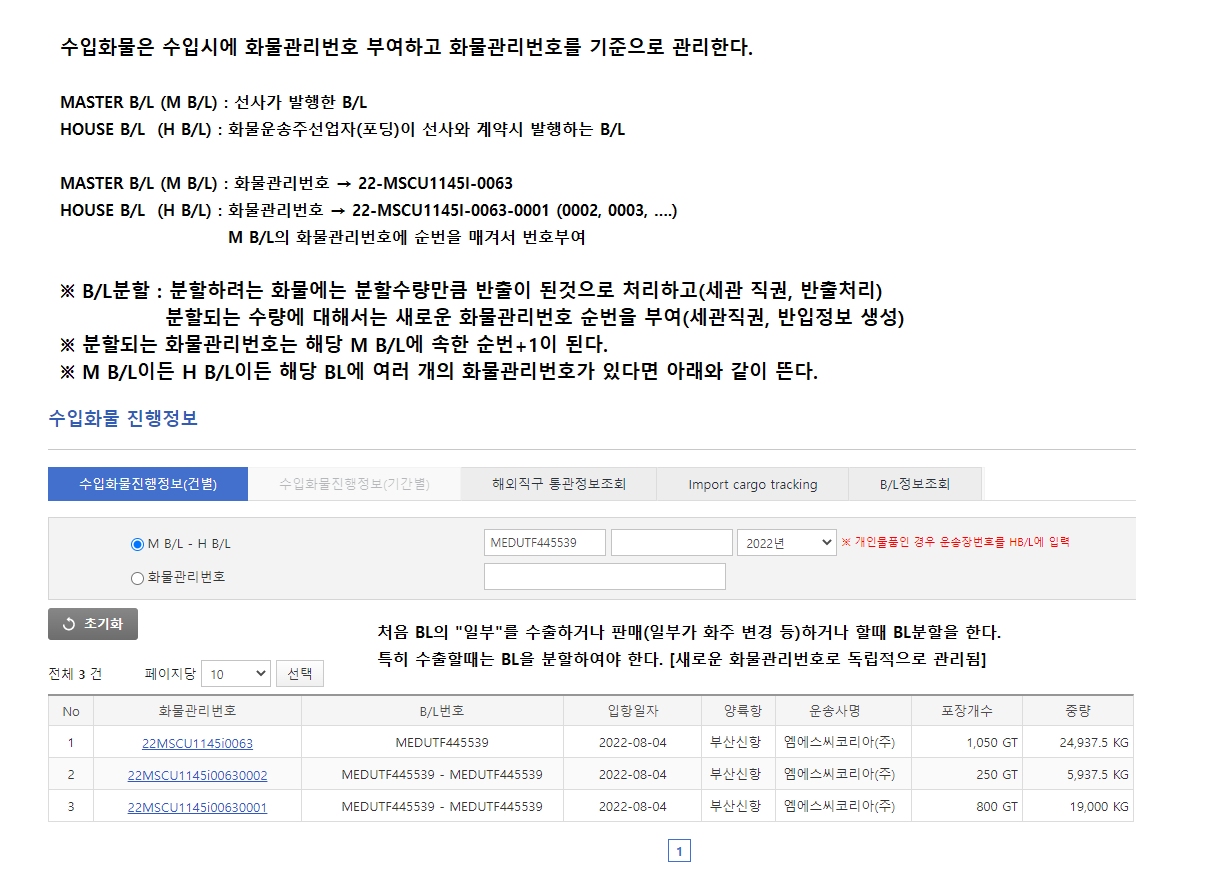 수입화물은 수입시에 화물관리번호 부여하고 화물관리번호를 기준으로 관리한다.
MASTER B/L (M B/L) : 선사가 발행한 B/L
HOUSE B/L (H B/L) : 화물운송주선업자(포딩)이 선사와 계약시 발행하는 B/L
MASTER B/L (M B/L) : 화물관리번호 → 22-MSCU1145I-0063
HOUSE B/L (H B/L) : 화물관리번호 → 22-MSCU1145I-0063-0001 (0002, 0003, ....)
M B/L의 화물관리번호에 순번을 매겨서 번호부여
※ B/L분할 : 분할하려는 화물에는 분할수량만큼 반출이 된것으로 처리하고(세관 직권, 반출처리)
분할되는 수량에 대해서는 새로운 화물관리번호 순번을 부여(세관직권, 반입정보 생성)
※ 분할되는 화물관리번호는 해당 M B/L에 속한 순번+1이 된다.
※ M B/L이든 H B/L이든 해당 BL에 여러 개의 화물관리번호가 있다면 아래와 같이 뜬다.
수입화물 진행정보
수입화물진행정보(건별) 수입화물진행정보(기간별) 해외직구 통관정보조회 Import cargo tracking B/L정보조회
M B/L - H B/L MEDUTF445539 2022년 ※ 개인물품인 경우 운송장번호를 HB/L에 입력
화물관리번호
초기화
처음 BL의 "일부"를 수출하거나 판매(일부가 화주 변경 등)하거나 할때 BL분할을 한다.
특히 수출할때는 BL을 분할하여야 한다. [새로운 화물관리번호로 독립적으로 관리됨]
전체 3 건 페이지당 10 선택
No 화물관리번호 B/L번호 입항일자 양륙항 운송사명 포장개수 중량
1 22MSCU1145i0063 MEDUTF445539 2022-08-04 부산신항 엠에스씨코리아(주) 1,050 GT 24,937.5 KG
2 22MSCU1145i00630002 MEDUTF445539 - MEDUTF445539 2022-08-04 부산신항 엠에스씨코리아(주) 250 GT 5,937.5 KG
3 22MSCU1145i00630001 MEDUTF445539 - MEDUTF445539 2022-08-04 부산신항 엠에스씨코리아(주) 800 GT 19,000 KG
1